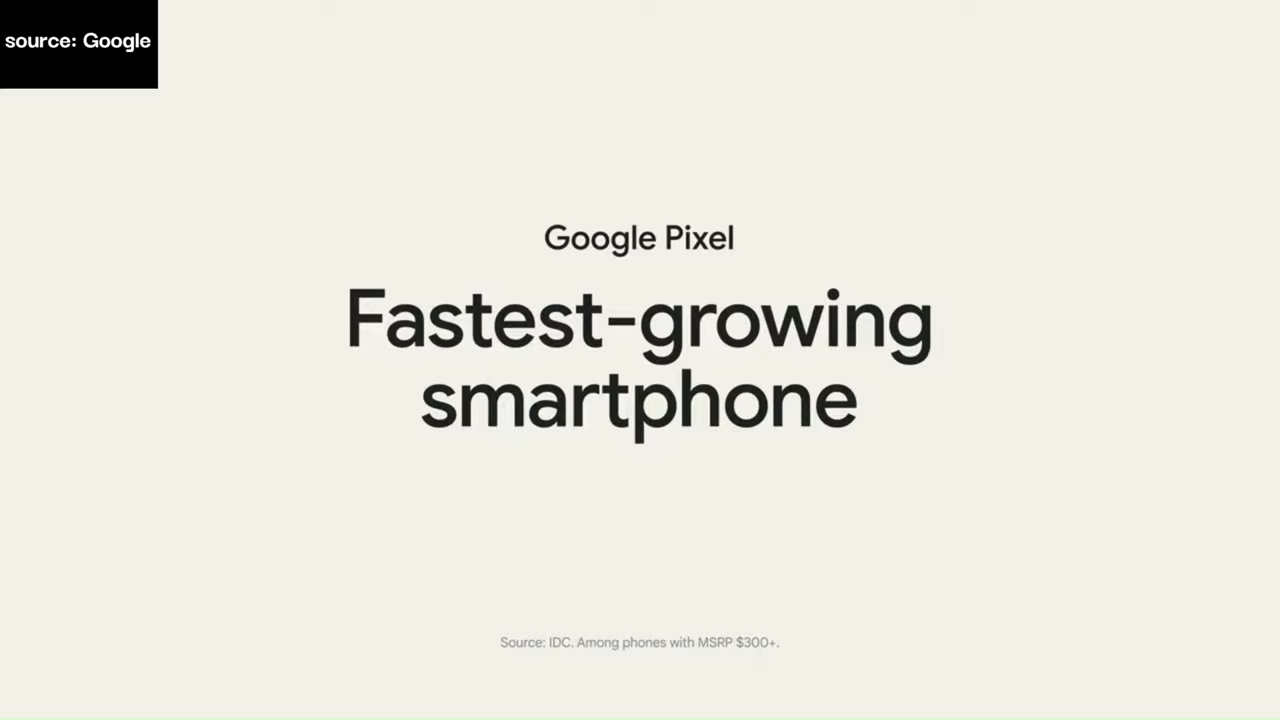 source: Google
Google Pixel
Fastest-growing
smartphone
Source: IDC. Among phones with MSRP $300+.